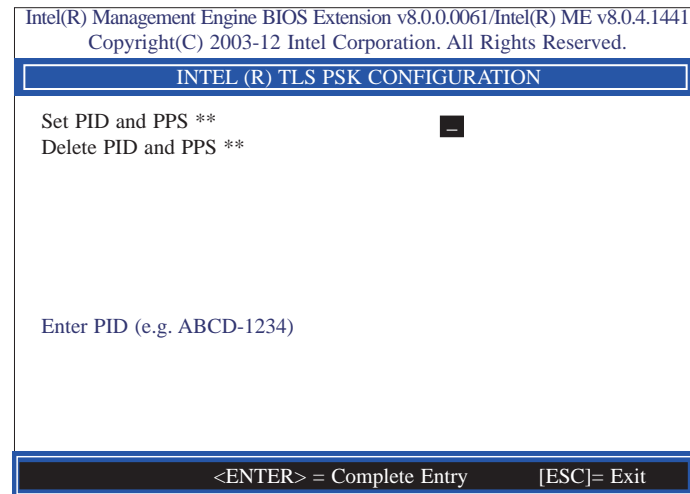 Intel(R) Management Engine BIOS Extension v8.0.0.0061/Intel(R) ME v8.0.4.1441
Copyright(C) 2003-12 Intel Corporation. All Rights Reserved.
INTEL (R) TLS PSK CONFIGURATION
Set PID and PPS ** _
Delete PID and PPS **
Enter PID (e.g. ABCD-1234)
<ENTER> = Complete Entry [ESC]= Exit